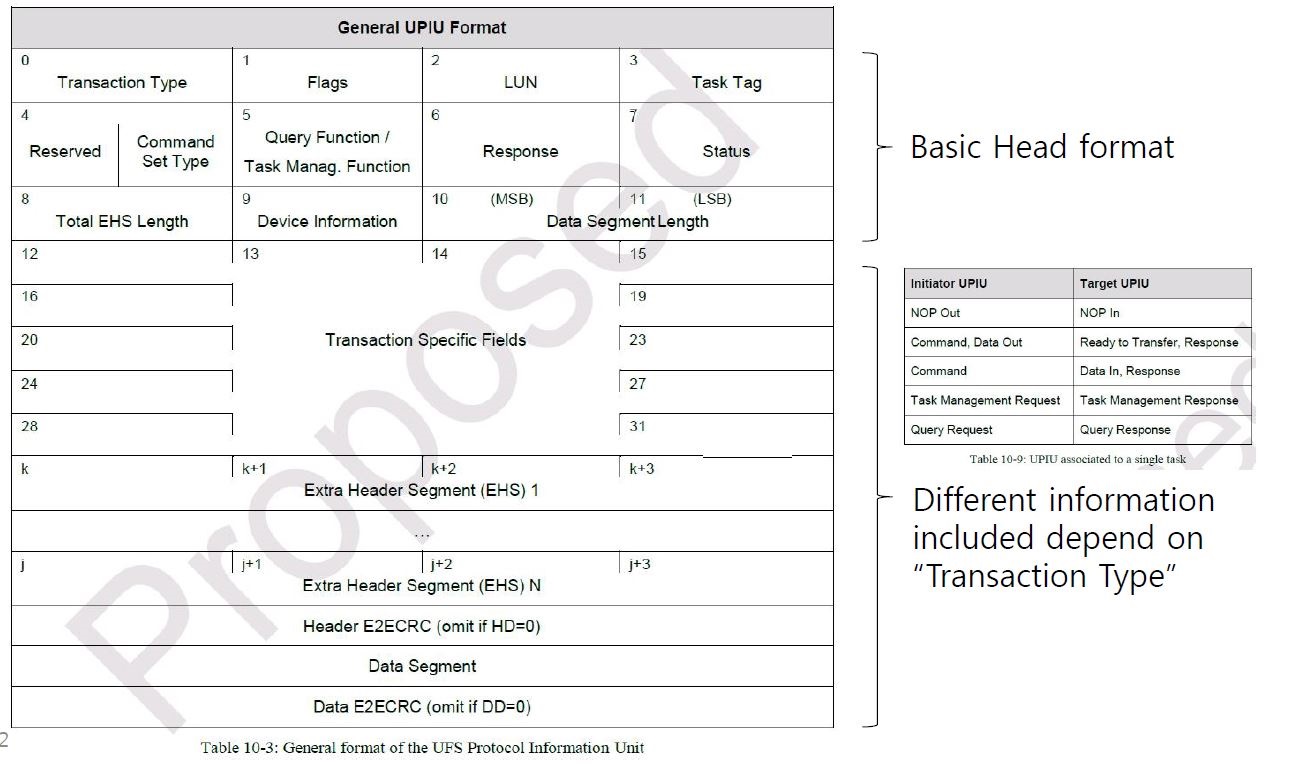 General UPIU Format
0 1 2 3
Transaction Type Flags LUN Task Tag
4 5 6 7
Reserved Command Set Type Query Function / Task Manag. Function Response Status
8 9 10 (MSB) 11 (LSB)
Total EHS Length Device Information Data Segment Length
12 13 14 15
16 19
20 Transaction Specific Fields 23
24 27
28 31
k k+1 k+2 k+3
Extra Header Segment (EHS) 1
...
j j+1 j+2 j+3
Extra Header Segment (EHS) N
Header E2ECRC (omit if HD=0)
Data Segment
Data E2ECRC (omit if DD=0)
Table 10-3: General format of the UFS Protocol Information Unit
2
Proposed
Basic Head format
Initiator UPIU Target UPIU
NOP Out NOP In
Command, Data Out Ready to Transfer, Response
Command Data In, Response
Task Management Request Task Management Response
Query Request Query Response
Table 10-9: UPIU associated to a single task
Different information
included depend on
“Transaction Type”